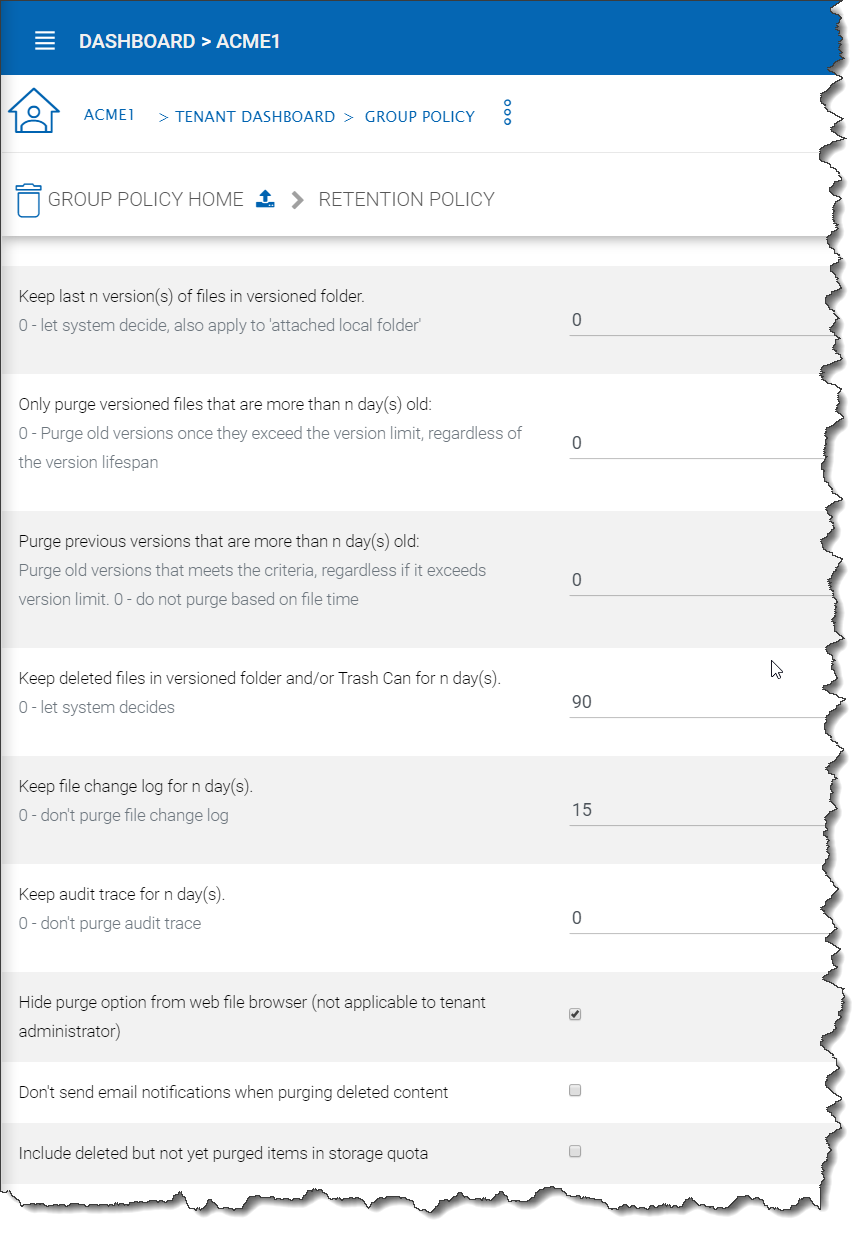 DASHBOARD > ACME1
ACME1 > TENANT DASHBOARD > GROUP POLICY
GROUP POLICY HOME RETENTION POLICY
Keep last n version(s) of files in versioned folder.
0 - let system decide, also apply to 'attached local folder'
0
Only purge versioned files that are more than n day(s) old:
0 - Purge old versions once they exceed the version limit, regardless of
the version lifespan
0
Purge previous versions that are more than n day(s) old:
Purge old versions that meets the criteria, regardless if it exceeds
version limit. 0 - do not purge based on file time
0
Keep deleted files in versioned folder and/or Trash Can for n day(s).
0 - let system decides
90
Keep file change log for n day(s).
0 - don't purge file change log
15
Keep audit trace for n day(s).
0 - don't purge audit trace
0
Hide purge option from web file browser (not applicable to tenant
administrator)
Don't send email notifications when purging deleted content
Include deleted but not yet purged items in storage quota